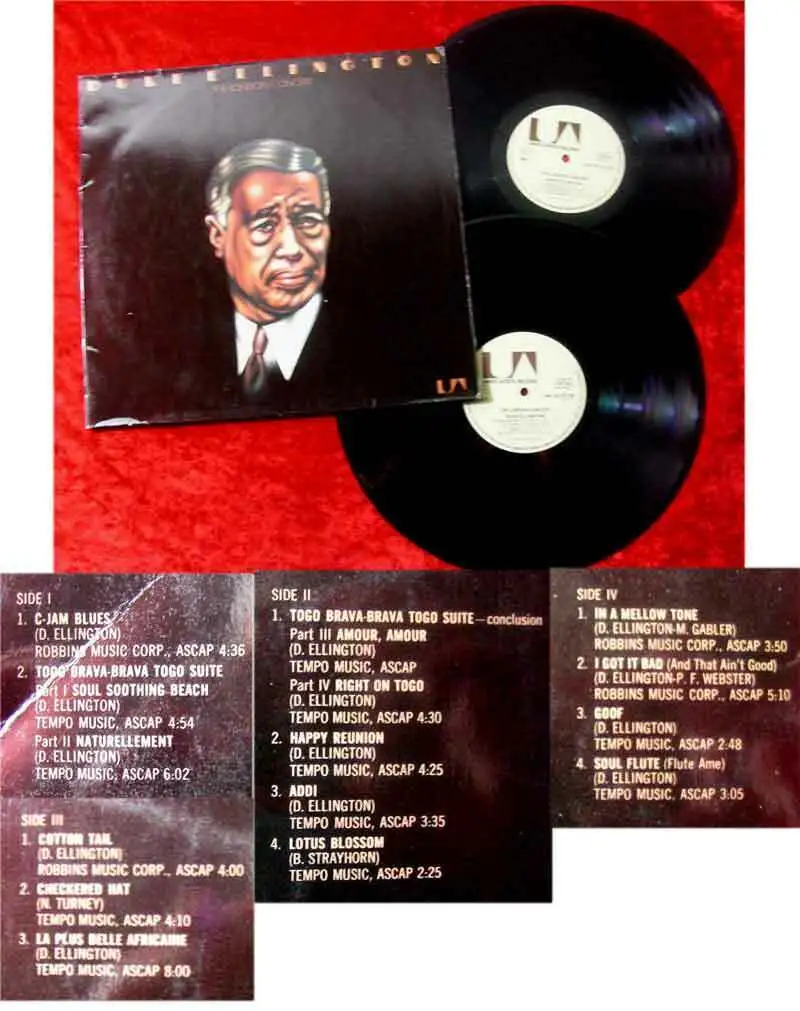 DUKE ELLINGTON
UA
UA
UA
SIDE I
1. C-JAM BLUES
(D. ELLINGTON)
ROBBINS MUSIC CORP., ASCAP 4:36
2. TOGO BRAVA-BRAVA TOGO SUITE
Part I SOUL SOOTHING BEACH
(D. ELLINGTON)
TEMPO MUSIC, ASCAP 4:54
Part II NATURELLEMENT
(D. ELLINGTON)
TEMPO MUSIC, ASCAP 6:02
SIDE II
1. TOGO BRAVA-BRAVA TOGO SUITE—conclusion
Part III AMOUR, AMOUR
(D. ELLINGTON)
TEMPO MUSIC, ASCAP
Part IV RIGHT ON TOGO
(D. ELLINGTON)
TEMPO MUSIC, ASCAP 4:30
2. HAPPY REUNION
(D. ELLINGTON)
TEMPO MUSIC, ASCAP 4:25
3. ADDI
(D. ELLINGTON)
TEMPO MUSIC, ASCAP 3:35
4. LOTUS BLOSSOM
(B. STRAYHORN)
TEMPO MUSIC, ASCAP 2:25
SIDE III
1. COTTON TAIL
(D. ELLINGTON)
ROBBINS MUSIC CORP., ASCAP 4:00
2. CHECKERED HAT
(N. TURNEY)
TEMPO MUSIC, ASCAP 4:10
3. LA PLUS BELLE AFRICAINE
(D. ELLINGTON)
TEMPO MUSIC, ASCAP 8:00
SIDE IV
1. IN A MELLOW TONE
(D. ELLINGTON-M. GABLER)
ROBBINS MUSIC CORP., ASCAP 3:50
2. I GOT IT BAD (And That Ain't Good)
(D. ELLINGTON-P. F. WEBSTER)
ROBBINS MUSIC CORP., ASCAP 5:10
3. GOOF
(D. ELLINGTON)
TEMPO MUSIC, ASCAP 2:48
4. SOUL FLUTE (Flute Ame)
(D. ELLINGTON)
TEMPO MUSIC, ASCAP 3:05